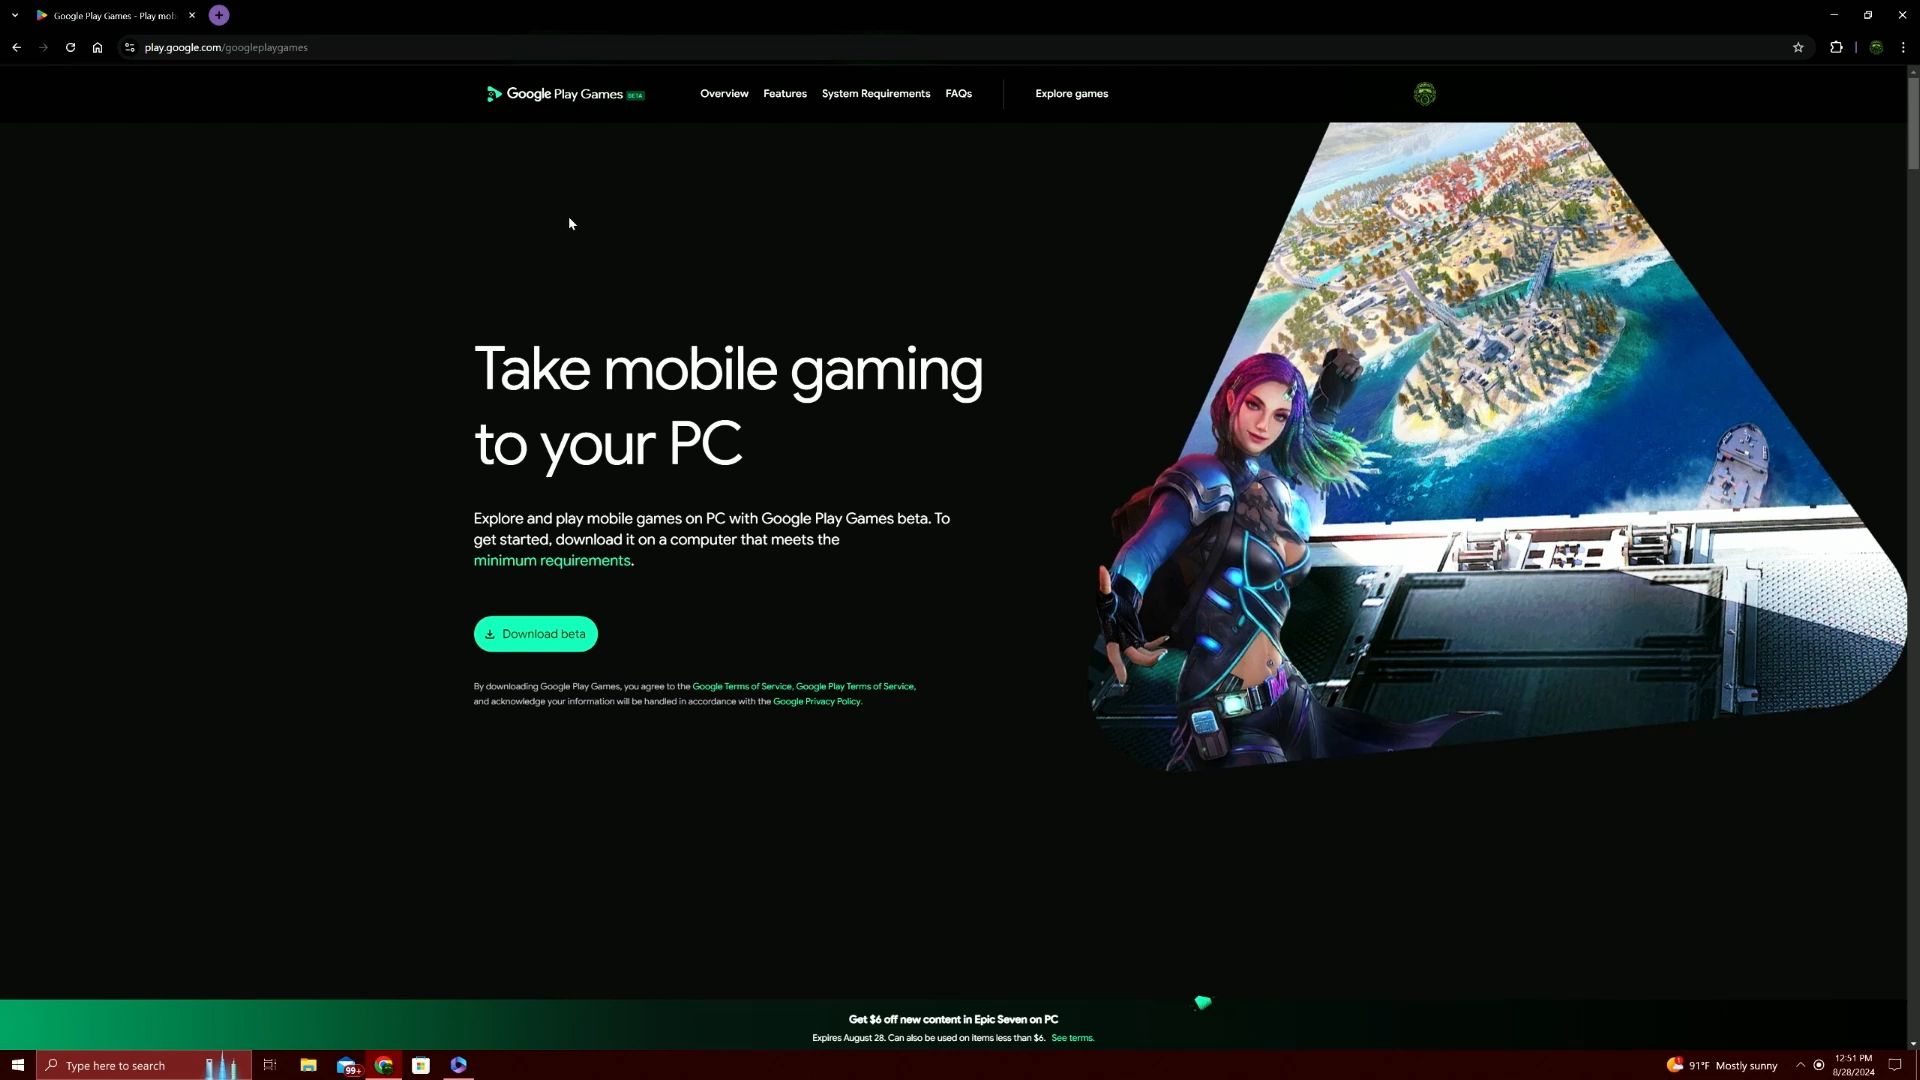 Google Play Games - Play mob
play.google.com/googleplaygames
Google Play Games BETA
Overview
Features
System Requirements
FAQs
Explore games
Take mobile gaming
to your PC
Explore and play mobile games on PC with Google Play Games beta. To
get started, download it on a computer that meets the
minimum requirements.
Download beta
By downloading Google Play Games, you agree to the Google Terms of Service, Google Play Terms of Service,
and acknowledge your information will be handled in accordance with the Google Privacy Policy.
Get $6 off new content in Epic Seven on PC
Expires August 28. Can also be used on items less than $6. See terms.
Type here to search
99+
91°F Mostly sunny
12:51 PM
8/28/2024